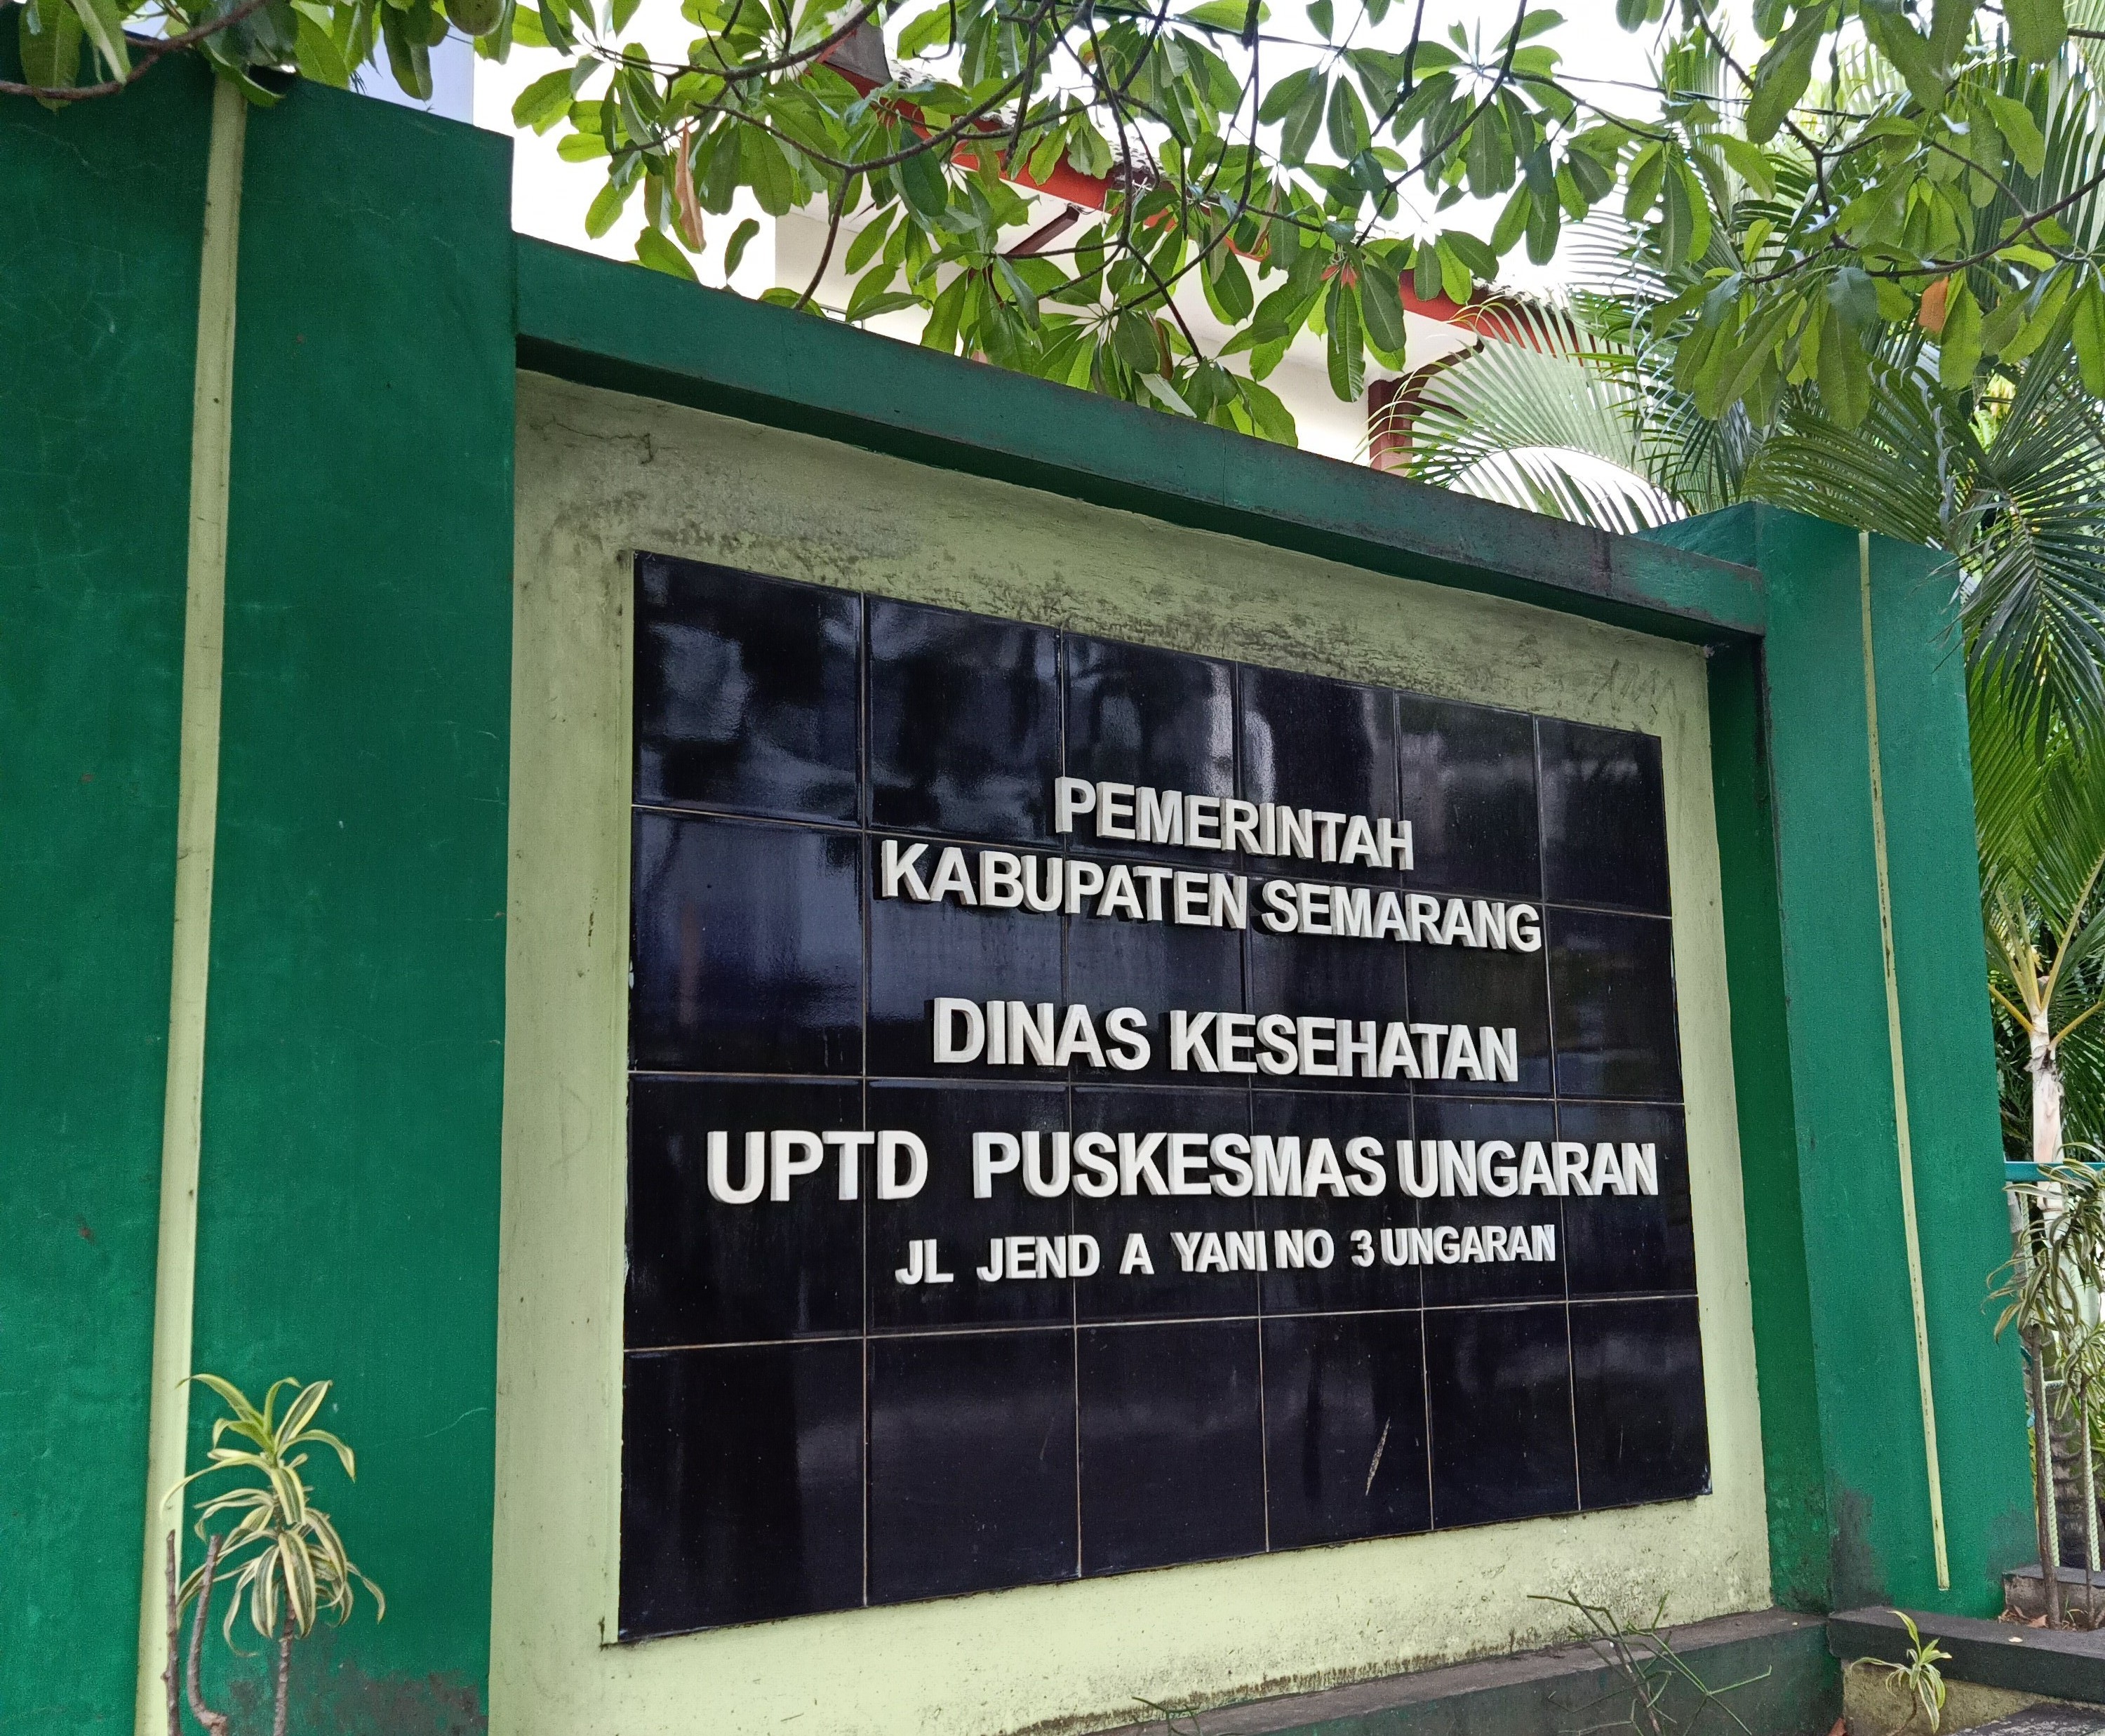 PEMERINTAH
KABUPATEN SEMARANG
DINAS KESEHATAN
UPTD PUSKESMAS UNGARAN
JL JEND A YANI NO 3 UNGARAN